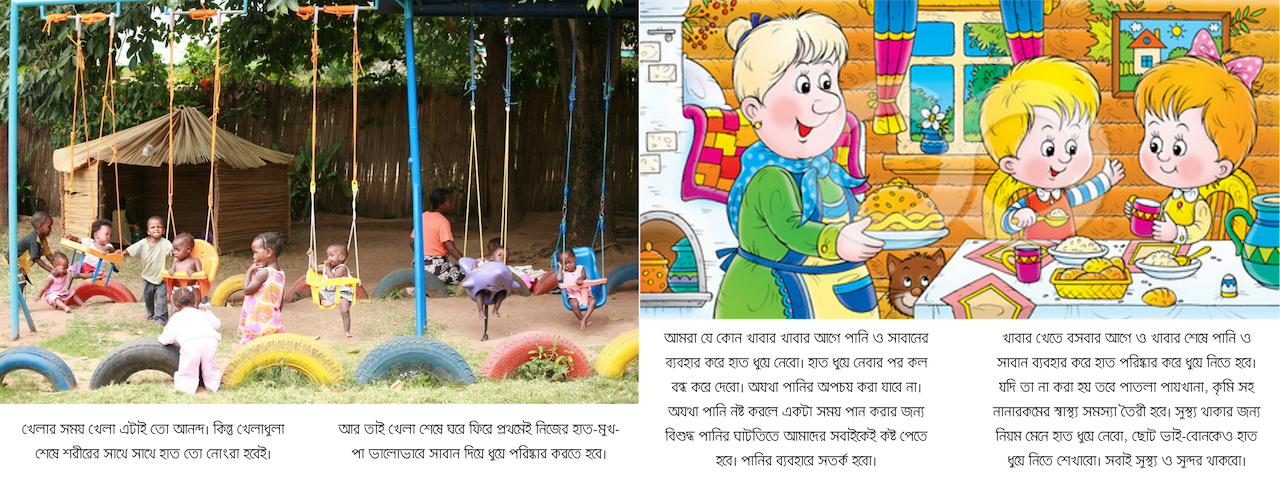 খেলার সময় খেলা এটাই তো আনন্দ। কিন্তু খেলাধুলা
শেষে শরীরের সাথে সাথে হাত তো নোংরা হবেই।
আর তাই খেলা শেষে ঘরে ফিরে প্রথমেই নিজের হাত-মুখ-
পা ভালোভাবে সাবান দিয়ে ধুয়ে পরিষ্কার করতে হবে।
আমরা যে কোন খাবার খাবার আগে পানি ও সাবানের
ব্যবহার করে হাত ধুয়ে নেবো। হাত ধুয়ে নেবার পর কল
বন্ধ করে দেবো। অযথা পানির অপচয় করা যাবে না।
অযথা পানি নষ্ট করলে একটা সময় পান করার জন্য
বিশুদ্ধ পানির ঘাটতিতে আমাদের সবাইকেই কষ্ট পেতে
হবে। পানির ব্যবহারে সতর্ক হবো।
খাবার খেতে বসবার আগে ও খাবার শেষে পানি ও
সাবান ব্যবহার করে হাত পরিষ্কার করে ধুয়ে নিতে হবে।
যদি তা না করা হয় তবে পাতলা পায়খানা, কৃমি সহ
নানারকমের স্বাস্থ্য সমস্যা তৈরী হবে। সুস্থ্য থাকার জন্য
নিয়ম মেনে হাত ধুয়ে নেবো, ছোট ভাই-বোনকেও হাত
ধুয়ে নিতে শেখাবো। সবাই সুস্থ্য ও সুন্দর থাকবো।